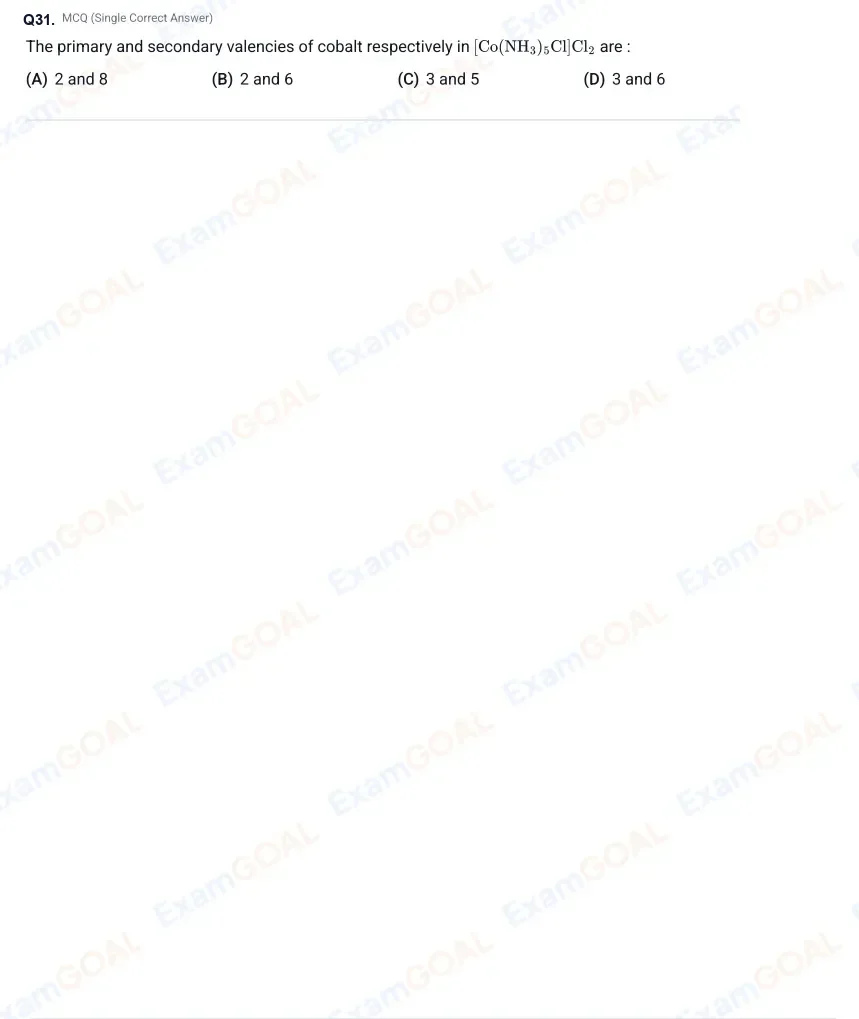 Q31. MCQ (Single Correct Answer)
The primary and secondary valencies of cobalt respectively in [Co(NH₃)₅Cl]Cl₂ are :
(A) 2 and 8 (B) 2 and 6 (C) 3 and 5 (D) 3 and 6
ExamGOAL